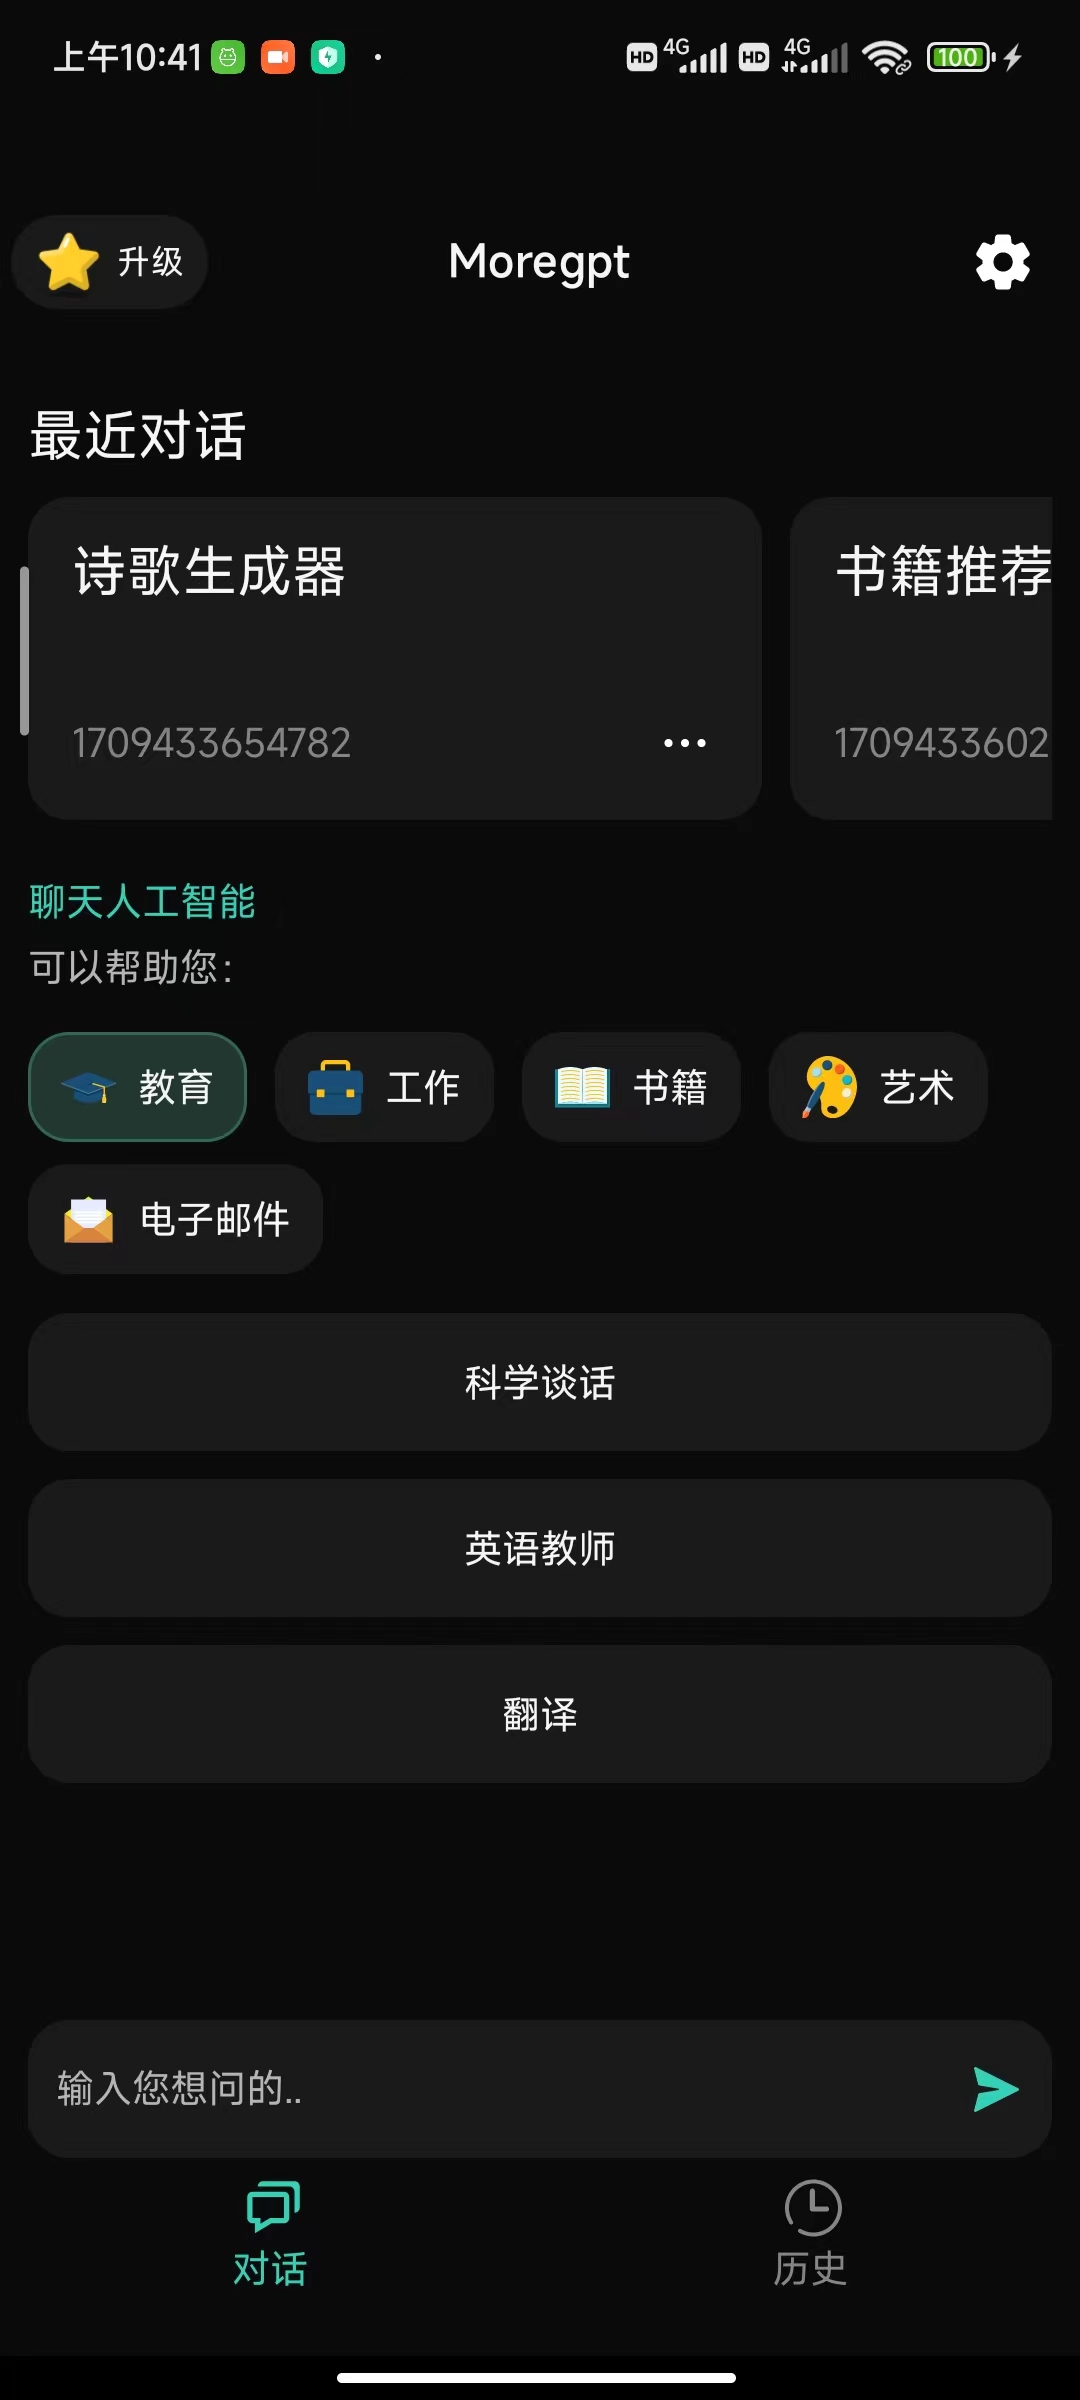 上午10:41
HD 4G HD 4G 100
升级
Moregpt
最近对话
诗歌生成器
书籍推荐
1709433654782
1709433602
聊天人工智能
可以帮助您：
教育
工作
书籍
艺术
电子邮件
科学谈话
英语教师
翻译
输入您想问的..
对话
历史